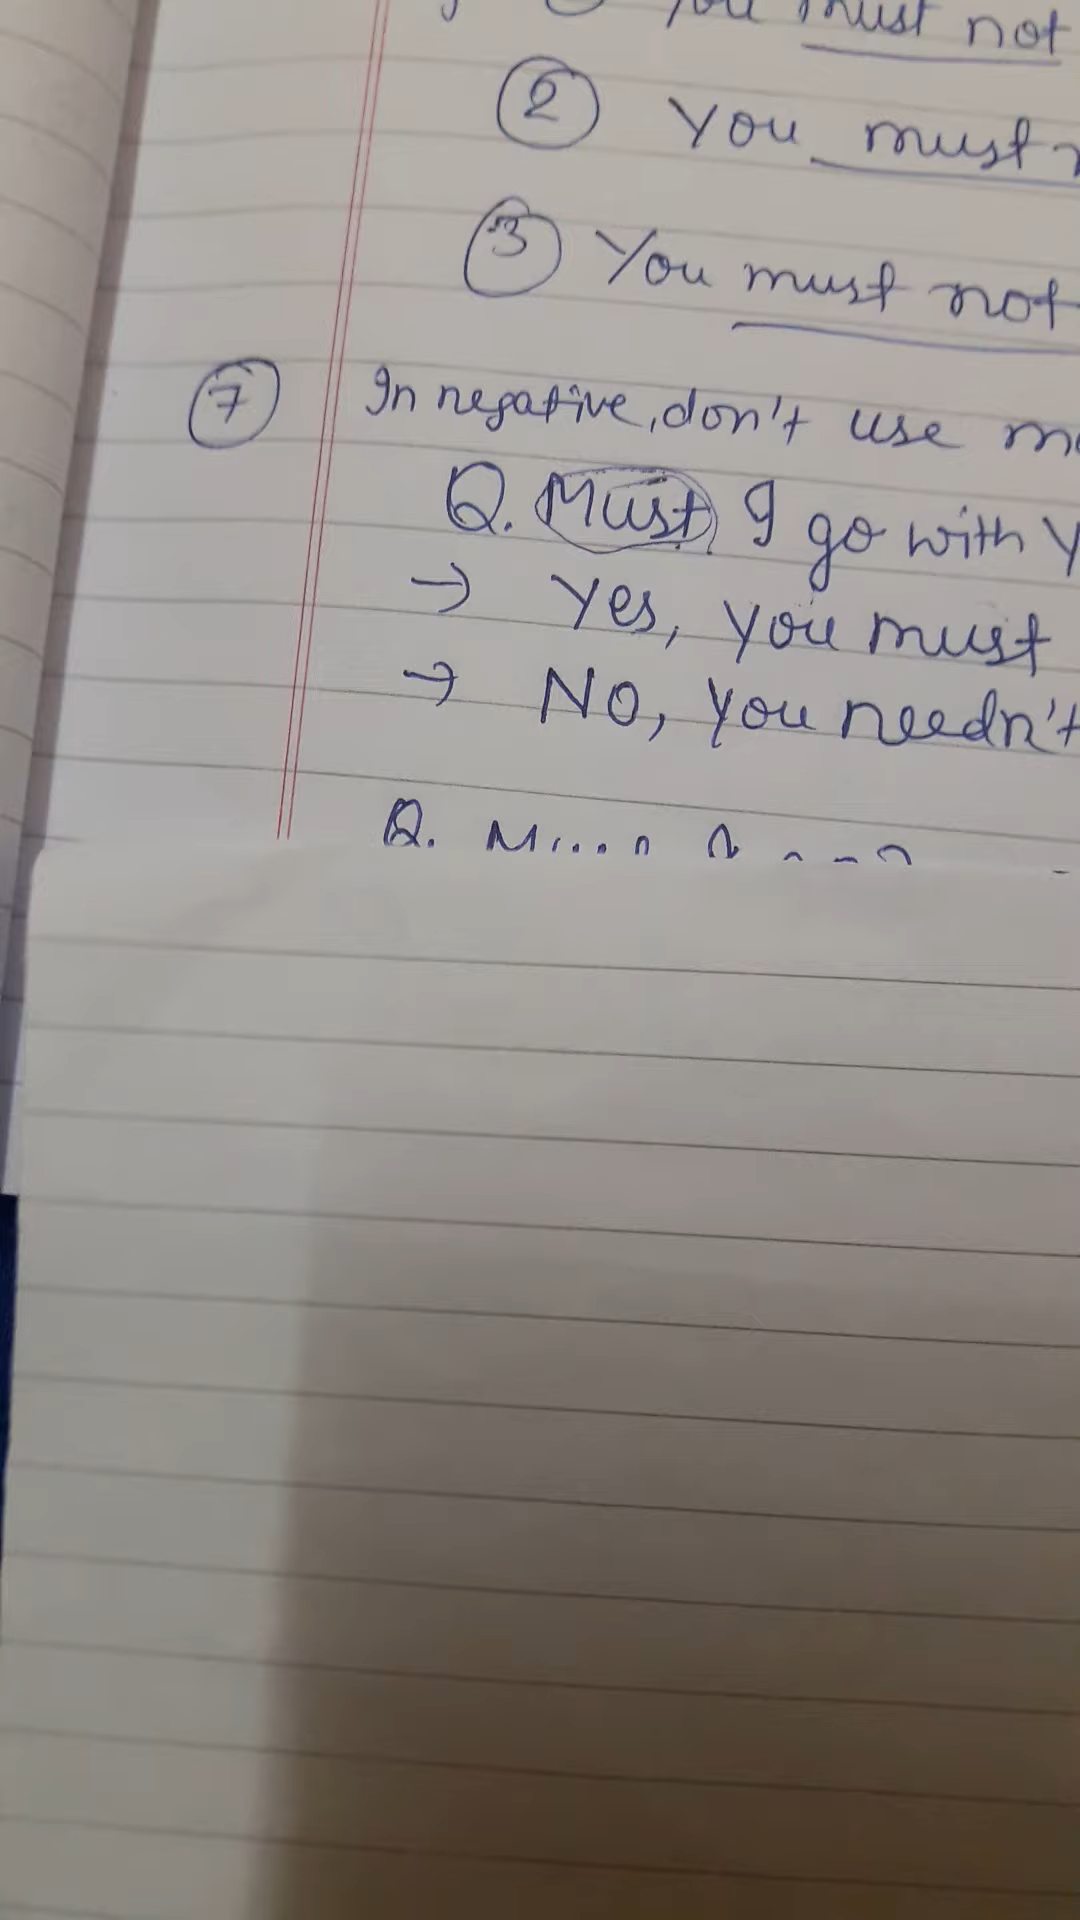 You must not
② You must
③ You must not
⑦ In negative, don't use
Q. Must I go with
→ Yes, you must
→ No, you needn't
Q.